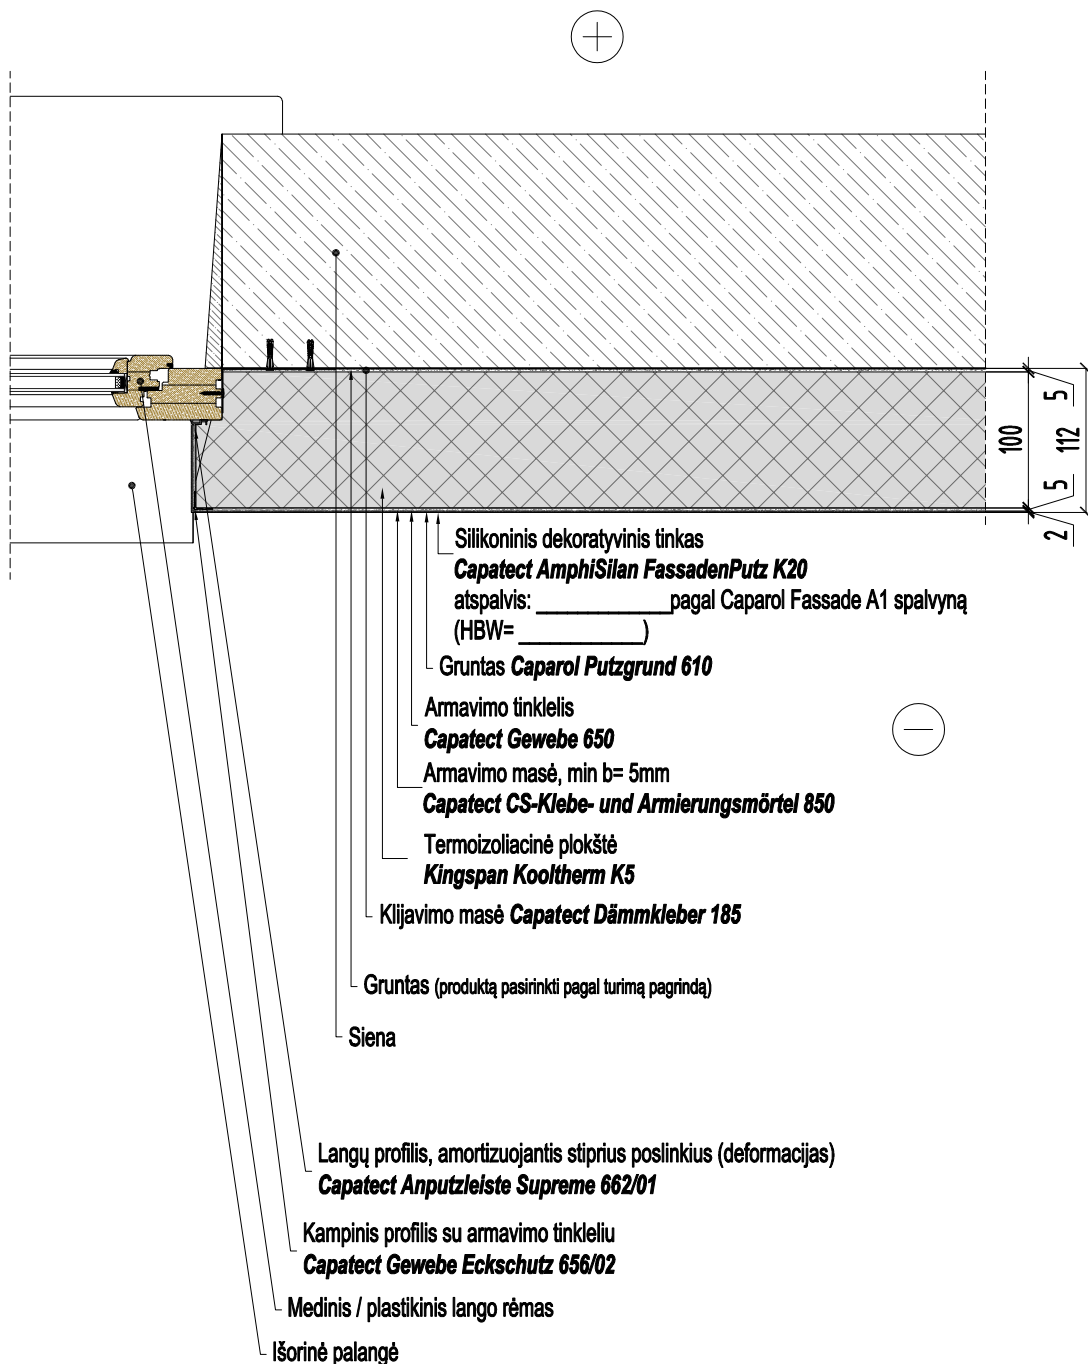 100
5
112
5
2
Silikoninis dekoratyvinis tinkas
Capatect AmphiSilan FassadenPutz K20
atspalvis: _____________pagal Caparol Fassade A1 spalvyną
(HBW= ____________)
Gruntas Caparol Putzgrund 610
Armavimo tinklelis
Capatect Gewebe 650
Armavimo masė, min b= 5mm
Capatect CS-Klebe- und Armierungsmörtel 850
Termoizoliacinė plokštė
Kingspan Kooltherm K5
Klijavimo masė Capatect Dämmkleber 185
Gruntas (produktą pasirinkti pagal turimą pagrindą)
Siena
Langų profilis, amortizuojantis stiprius poslinkius (deformacijas)
Capatect Anputzleiste Supreme 662/01
Kampinis profilis su armavimo tinkleliu
Capatect Gewebe Eckschutz 656/02
Medinis / plastikinis lango rėmas
Išorinė palangė